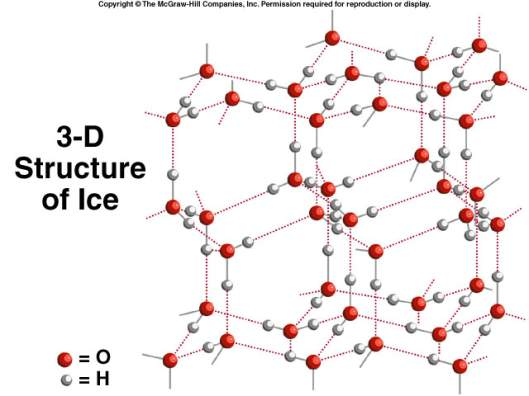 Copyright © The McGraw-Hill Companies, Inc. Permission required for reproduction or display.
3-D
Structure
of Ice
= O
= H